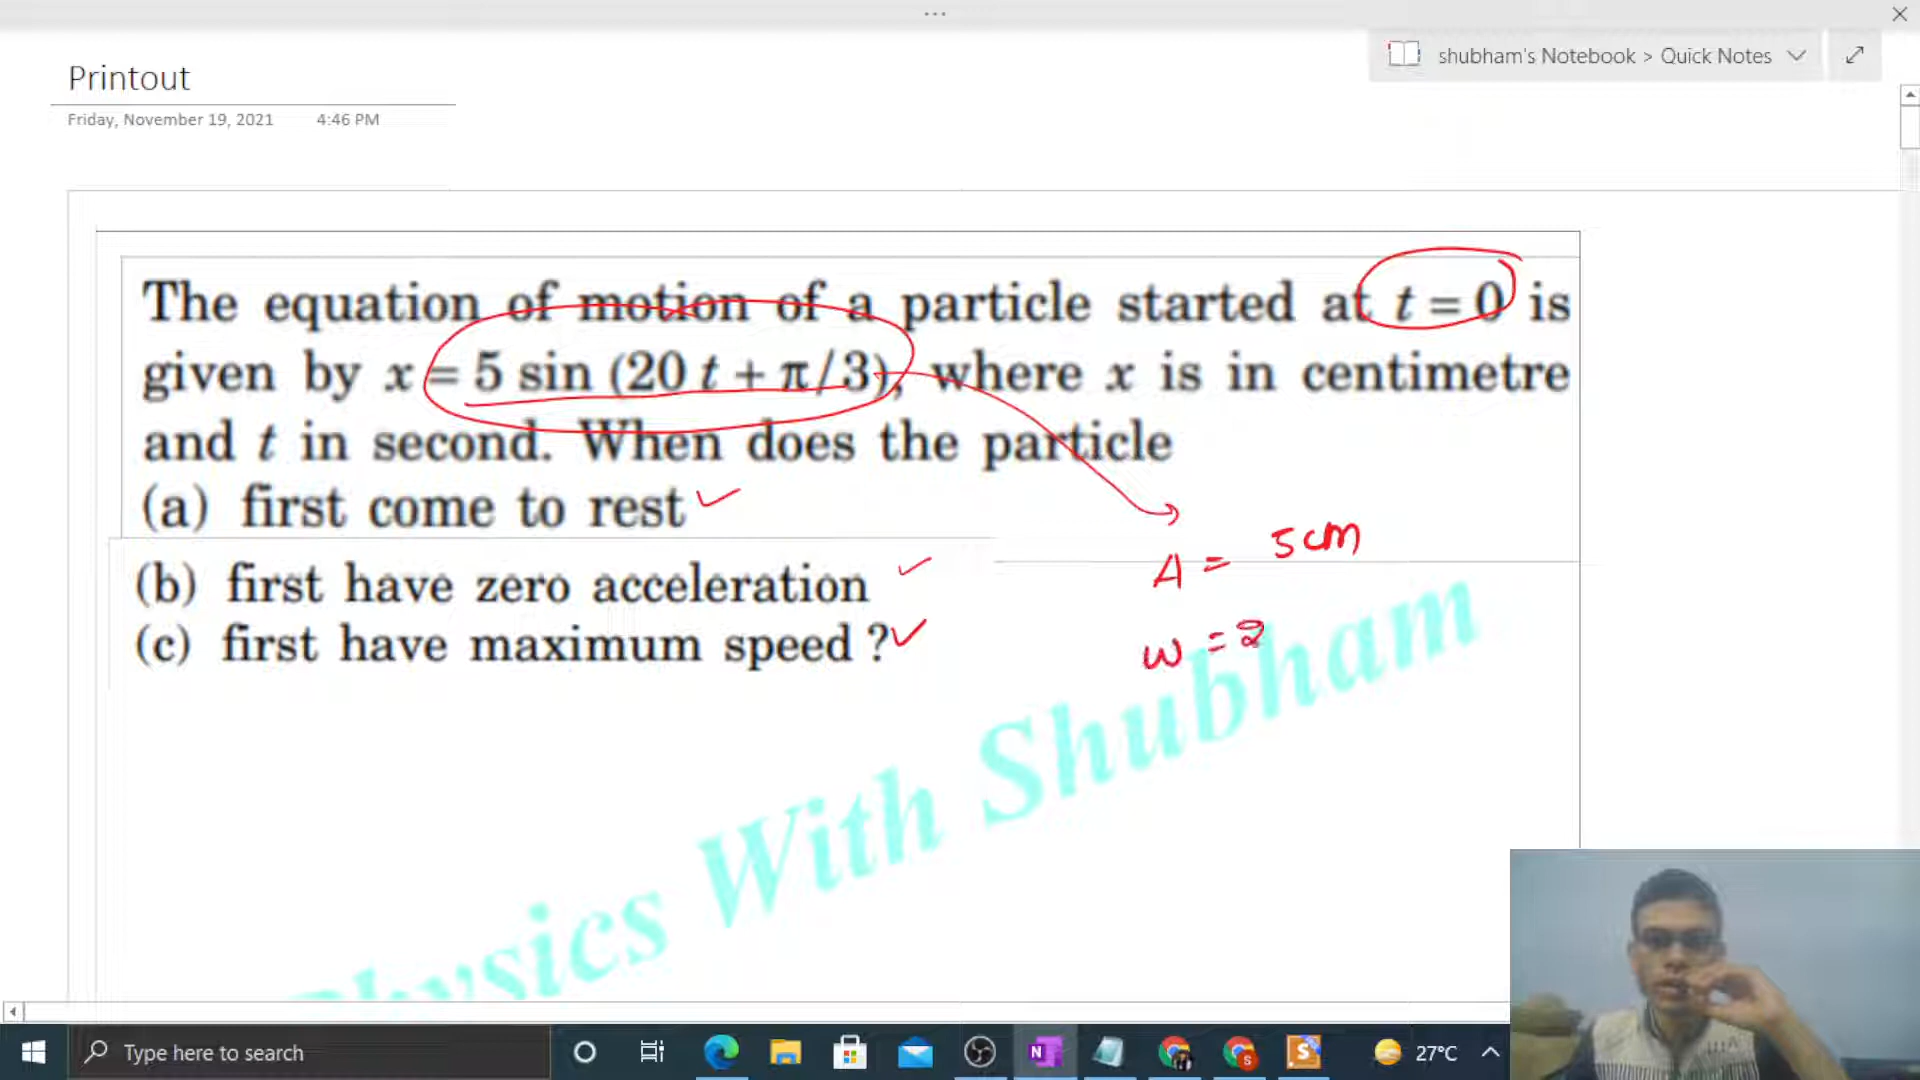 shubham's Notebook > Quick Notes
Printout
Friday, November 19, 2021 4:46 PM
The equation of motion of a particle started at t = 0 is
given by x = 5 sin (20 t + π/3), where x is in centimetre
and t in second. When does the particle
(a) first come to rest
(b) first have zero acceleration
(c) first have maximum speed ?
A = 5cm
w = 2
Physics With Shubham
Type here to search
27°C